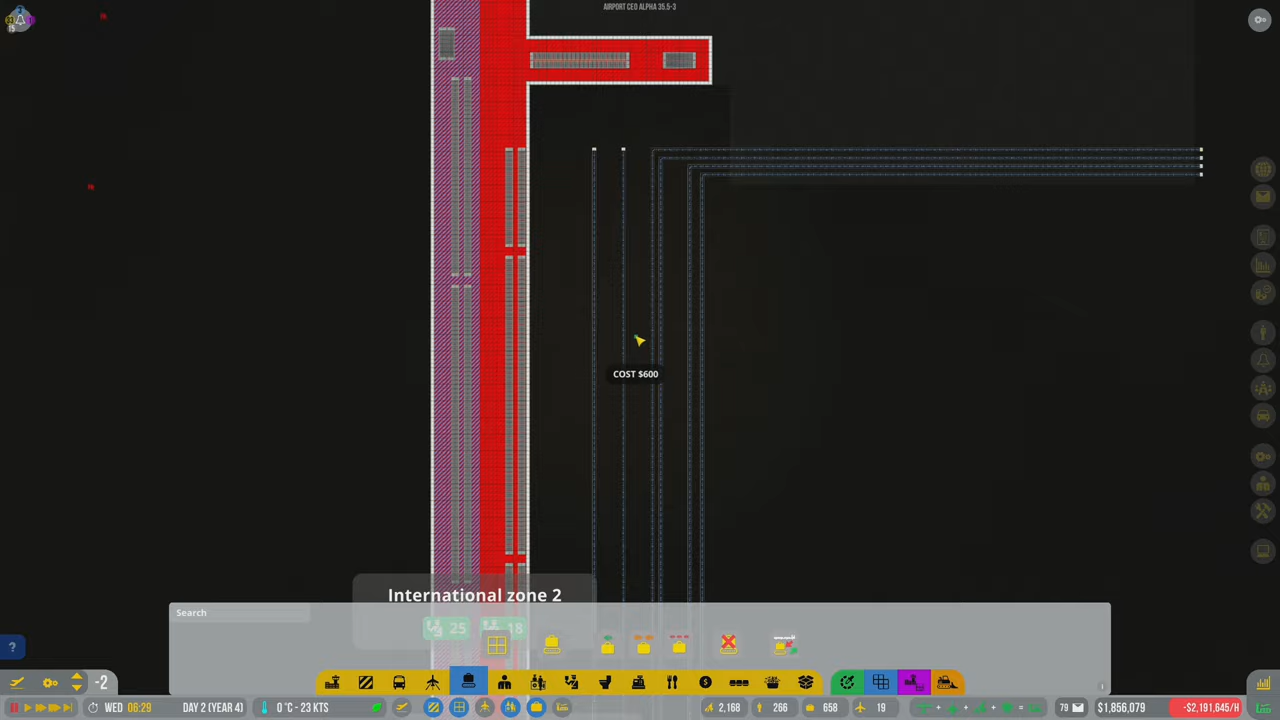 AIRPORT CEO ALPHA 35.5-3
15
COST $600
International zone 2
Search
25
18
?
-2
WED 06:29
DAY 2 (YEAR 4)
0 °C - 23 KTS
2,168
266
658
19
79
$1,856,079
-$2,191,645/H